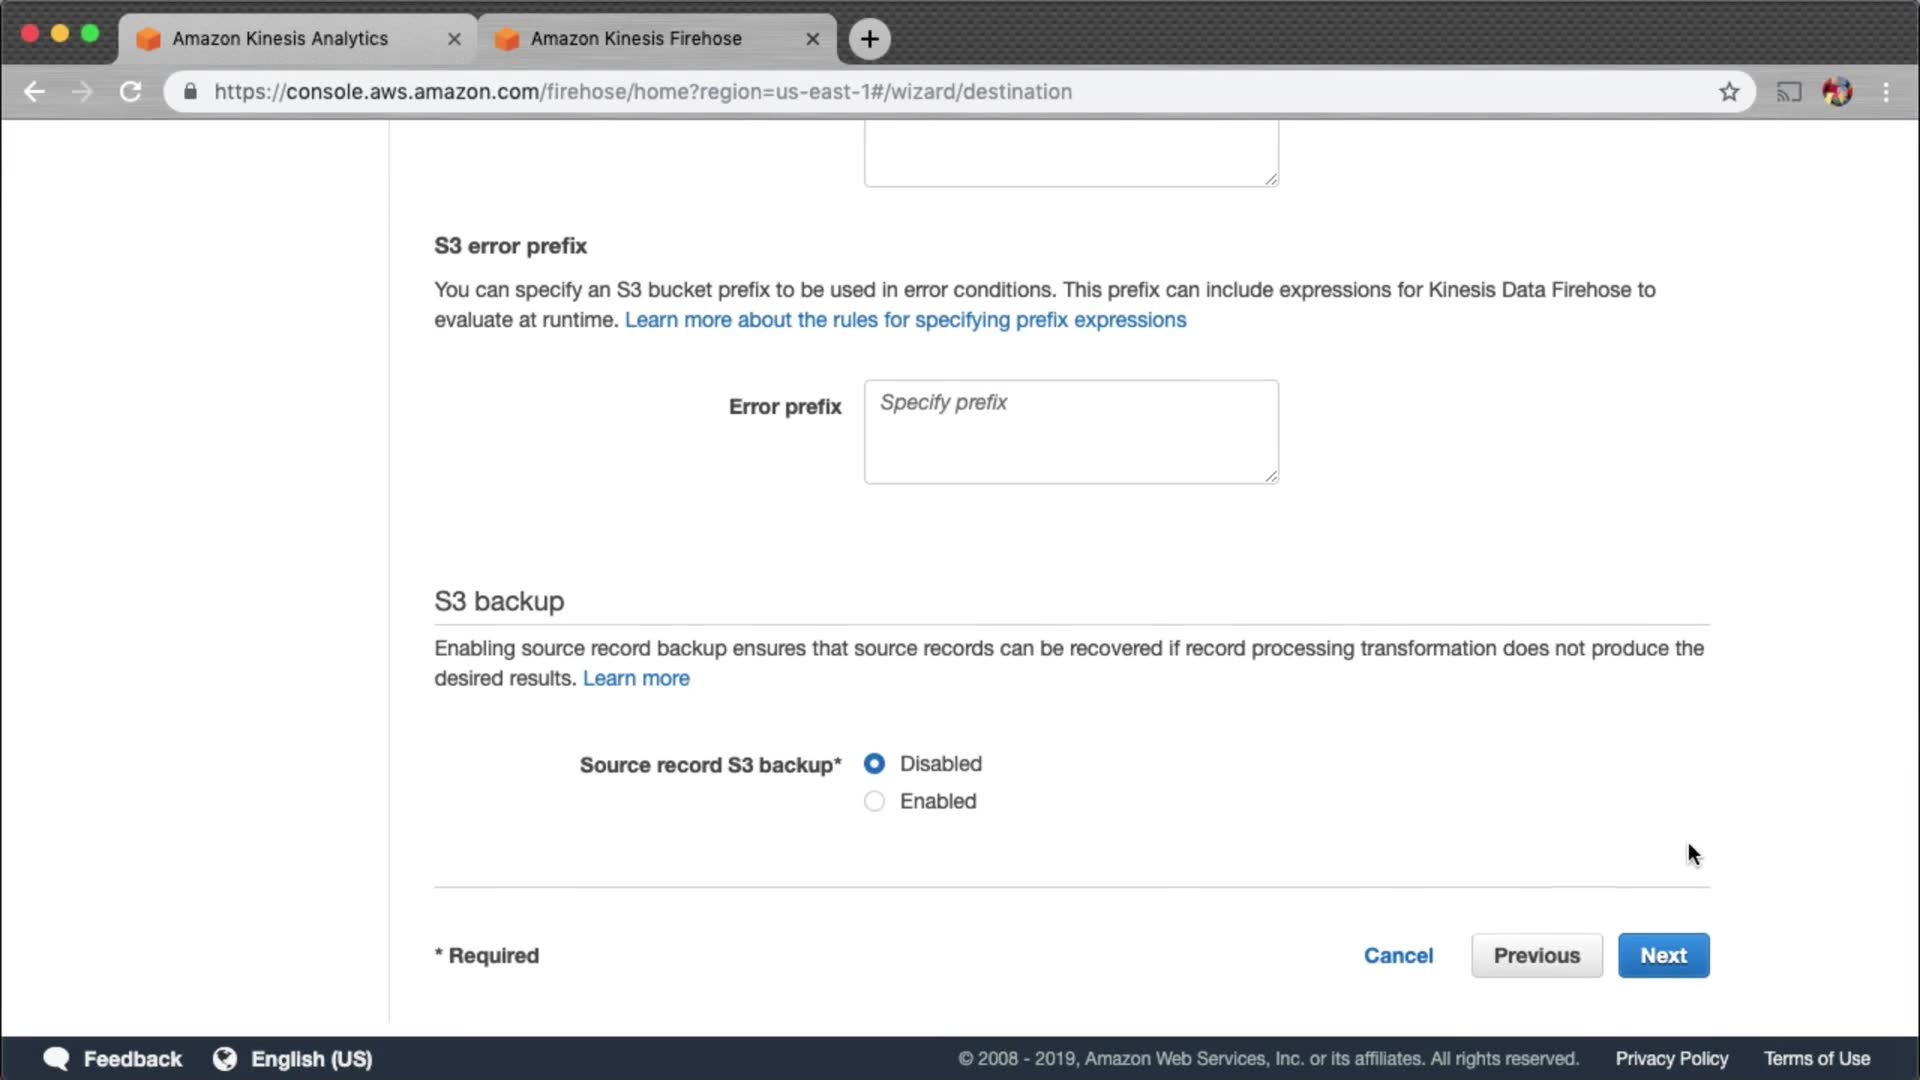 Amazon Kinesis Analytics
Amazon Kinesis Firehose
https://console.aws.amazon.com/firehose/home?region=us-east-1#/wizard/destination
S3 error prefix
You can specify an S3 bucket prefix to be used in error conditions. This prefix can include expressions for Kinesis Data Firehose to
evaluate at runtime. Learn more about the rules for specifying prefix expressions
Error prefix
Specify prefix
S3 backup
Enabling source record backup ensures that source records can be recovered if record processing transformation does not produce the
desired results. Learn more
Source record S3 backup*
Disabled
Enabled
* Required
Cancel
Previous
Next
Feedback
English (US)
© 2008 - 2019, Amazon Web Services, Inc. or its affiliates. All rights reserved.
Privacy Policy
Terms of Use